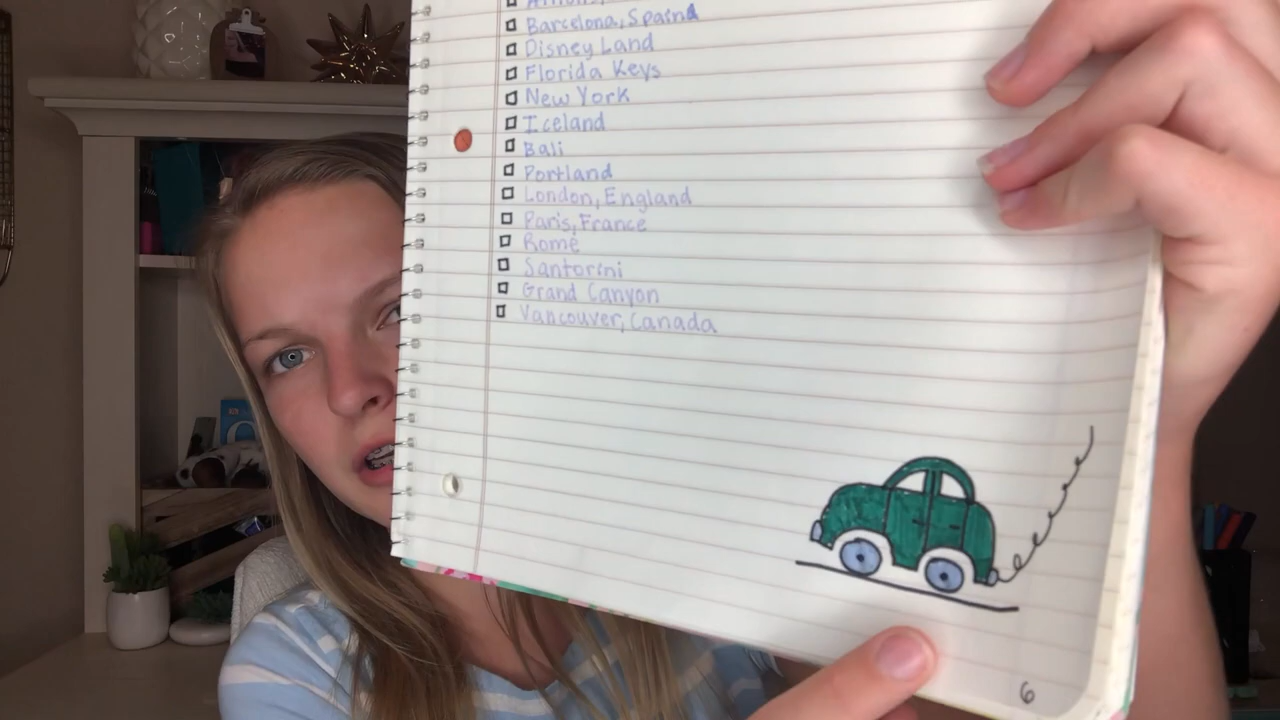 Barcelona, Spain
Disney Land
Florida Keys
New York
Iceland
Bali
Portland
London, England
Paris, France
Rome
Santorini
Grand Canyon
Vancouver, Canada
6